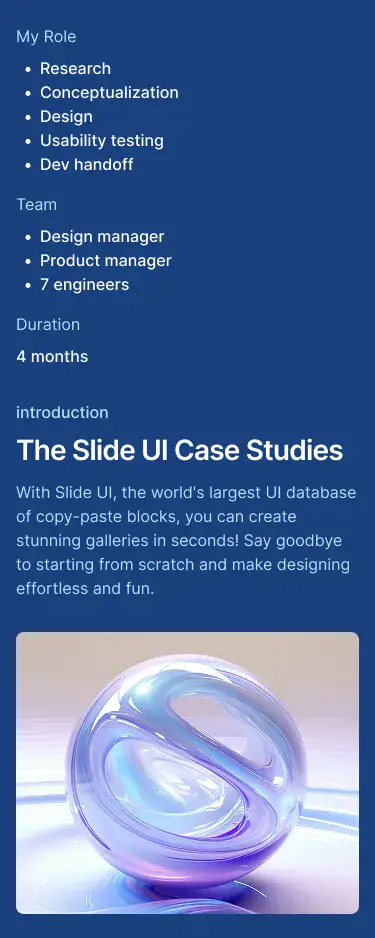 My Role
• Research
• Conceptualization
• Design
• Usability testing
• Dev handoff
Team
• Design manager
• Product manager
• 7 engineers
Duration
4 months
introduction
The Slide UI Case Studies
With Slide UI, the world's largest UI database
of copy-paste blocks, you can create
stunning galleries in seconds! Say goodbye
to starting from scratch and make designing
effortless and fun.